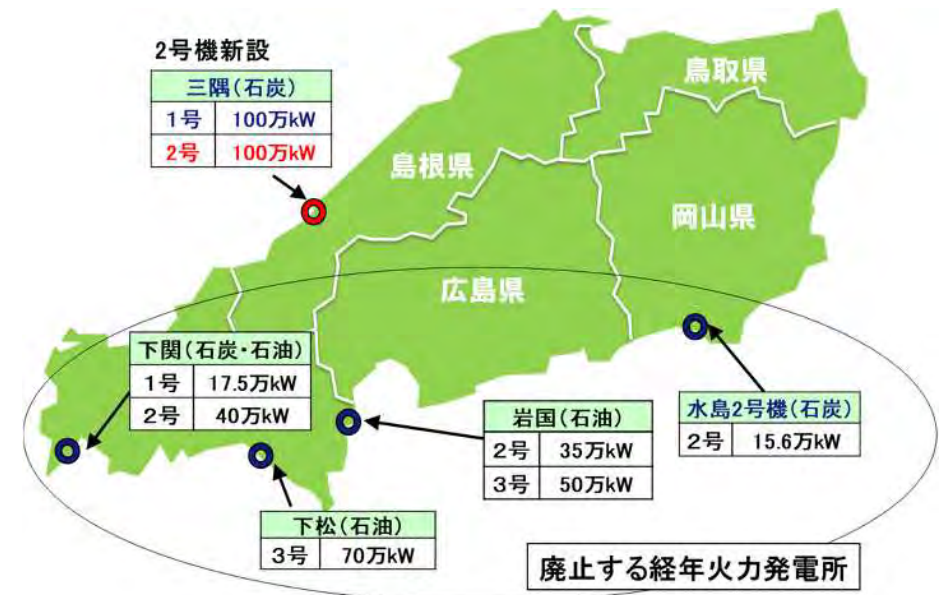 2号機新設
三隅(石炭)
1号 100万kW
2号 100万kW
鳥取県
島根県
岡山県
広島県
下関(石炭・石油)
1号 17.5万kW
2号 40万kW
岩国(石油)
2号 35万kW
3号 50万kW
水島2号機(石炭)
2号 15.6万kW
下松(石油)
3号 70万kW
廃止する経年火力発電所